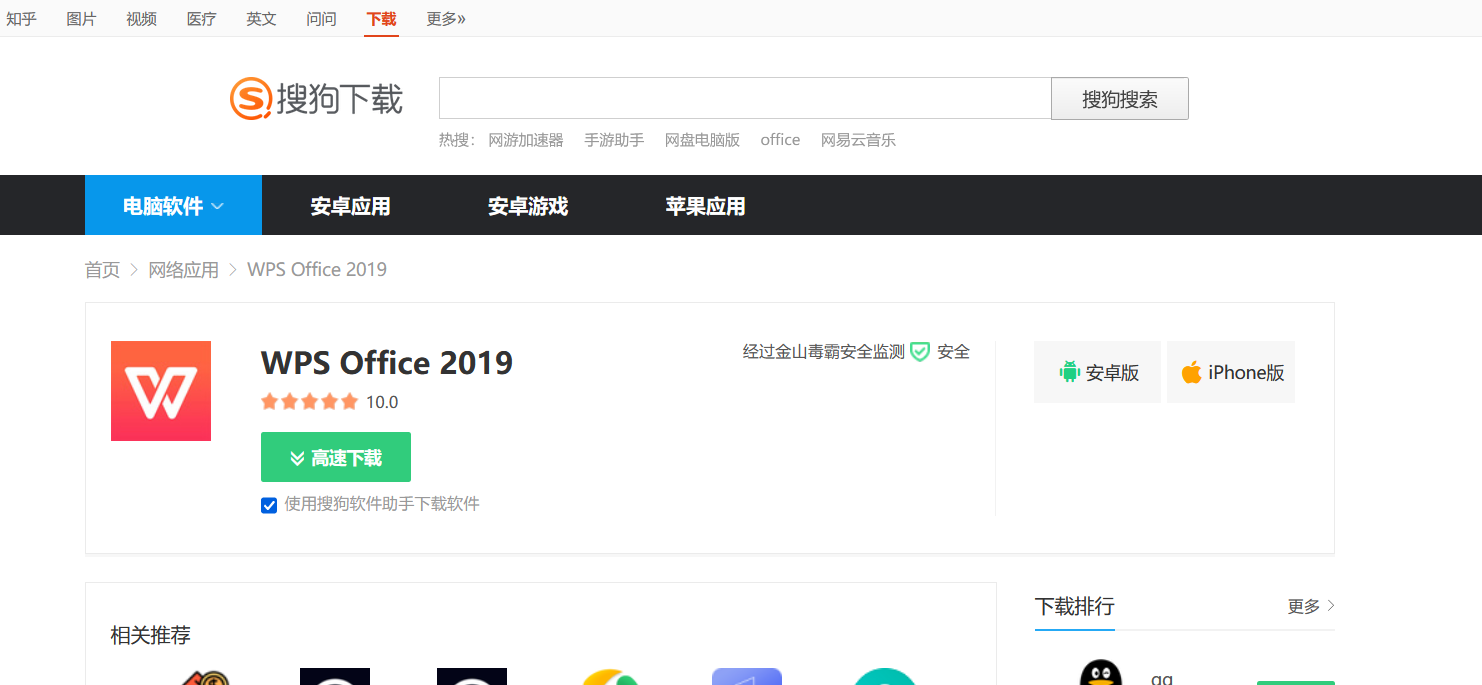 知乎 图片 视频 医疗 英文 问问 下载 更多»
搜狗下载
搜狗搜索
热搜： 网游加速器 手游助手 网盘电脑版 office 网易云音乐
电脑软件 安卓应用 安卓游戏 苹果应用
首页 > 网络应用 > WPS Office 2019
WPS Office 2019
经过金山毒霸安全监测 安全
安卓版 iPhone版
10.0
高速下载
使用搜狗软件助手下载软件
下载排行 更多 >
相关推荐
qq